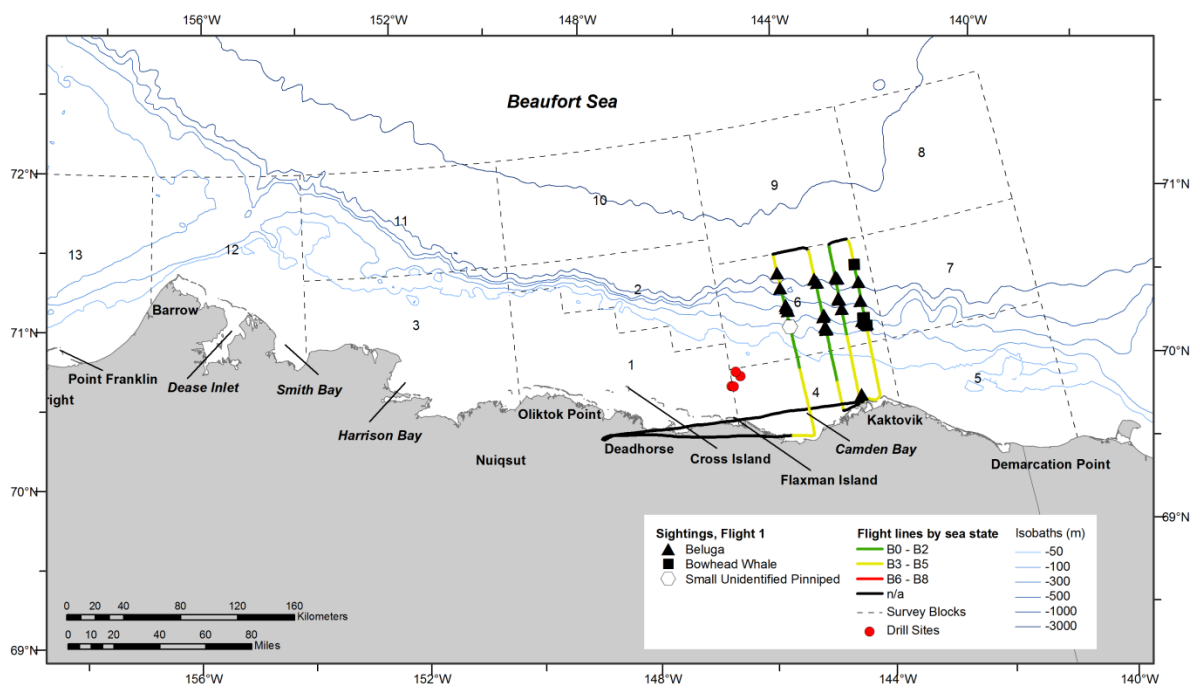 156°W
152°W
148°W
144°W
140°W
Beaufort Sea
8
72°N
71°N
9
10
11
12
13
7
6
2
3
71°N
70°N
Barrow
1
Point Franklin
5
right
Dease Inlet
Smith Bay
4
Oliktok Point
Kaktovik
Harrison Bay
Deadhorse
Camden Bay
Nuiqsut
Cross Island
Demarcation Point
Flaxman Island
70°N
69°N
Sightings, Flight 1
Beluga
Bowhead Whale
Small Unidentified Pinniped
Flight lines by sea state
B0 - B2
B3 - B5
B6 - B8
n/a
Survey Blocks
Drill Sites
Isobaths (m)
-50
-100
-300
-500
-1000
-3000
0 20 40 80 120 160
Kilometers
0 10 20 40 60 80
Miles
69°N
156°W
152°W
148°W
144°W
140°W